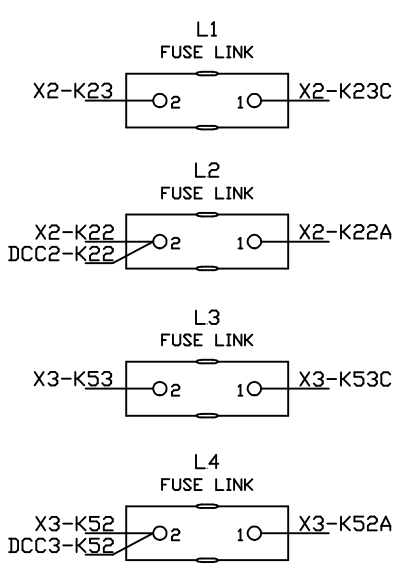 L1
FUSE LINK
X2-K23 2 1 X2-K23C
L2
FUSE LINK
X2-K22 2 1 X2-K22A
DCC2-K22
L3
FUSE LINK
X3-K53 2 1 X3-K53C
L4
FUSE LINK
X3-K52 2 1 X3-K52A
DCC3-K52